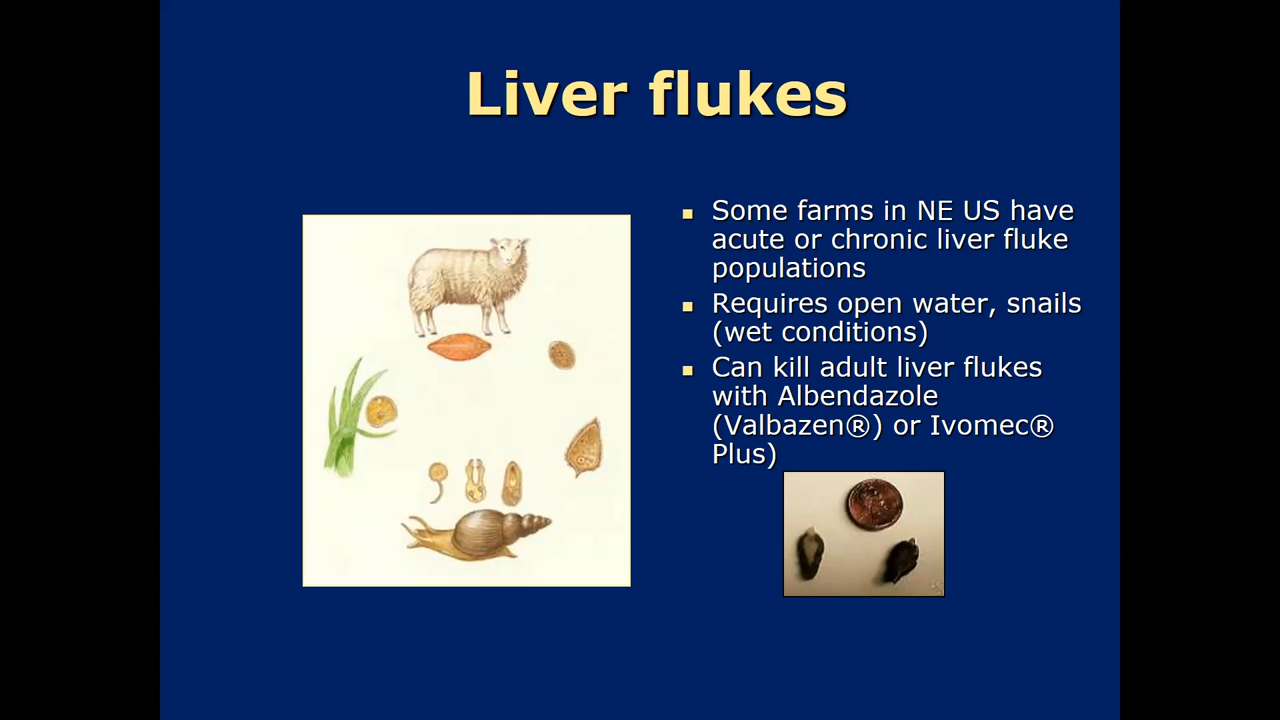 Liver flukes
Some farms in NE US have
acute or chronic liver fluke
populations
Requires open water, snails
(wet conditions)
Can kill adult liver flukes
with Albendazole
(Valbazen®) or Ivomec®
Plus)